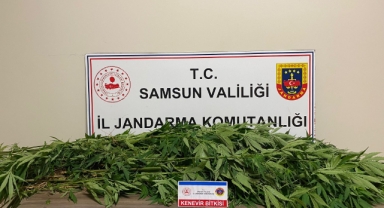 T.C.
SAMSUN VALİLİĞİ
İL JANDARMA KOMUTANLIĞI
KENEVİR BİTKİSİ